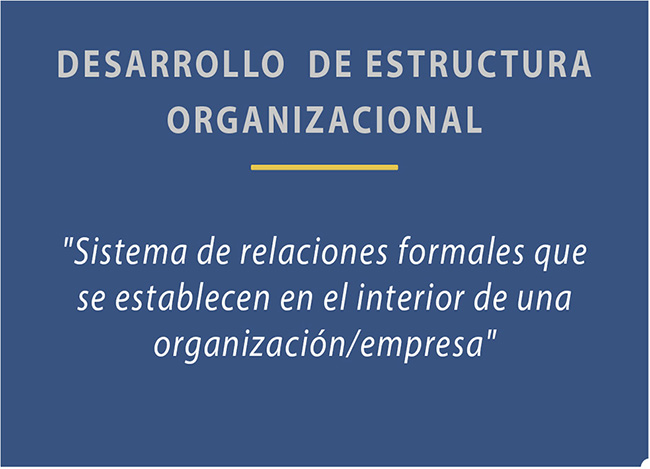 DESARROLLO DE ESTRUCTURA
ORGANIZACIONAL
"Sistema de relaciones formales que
se establecen en el interior de una
organización/empresa"